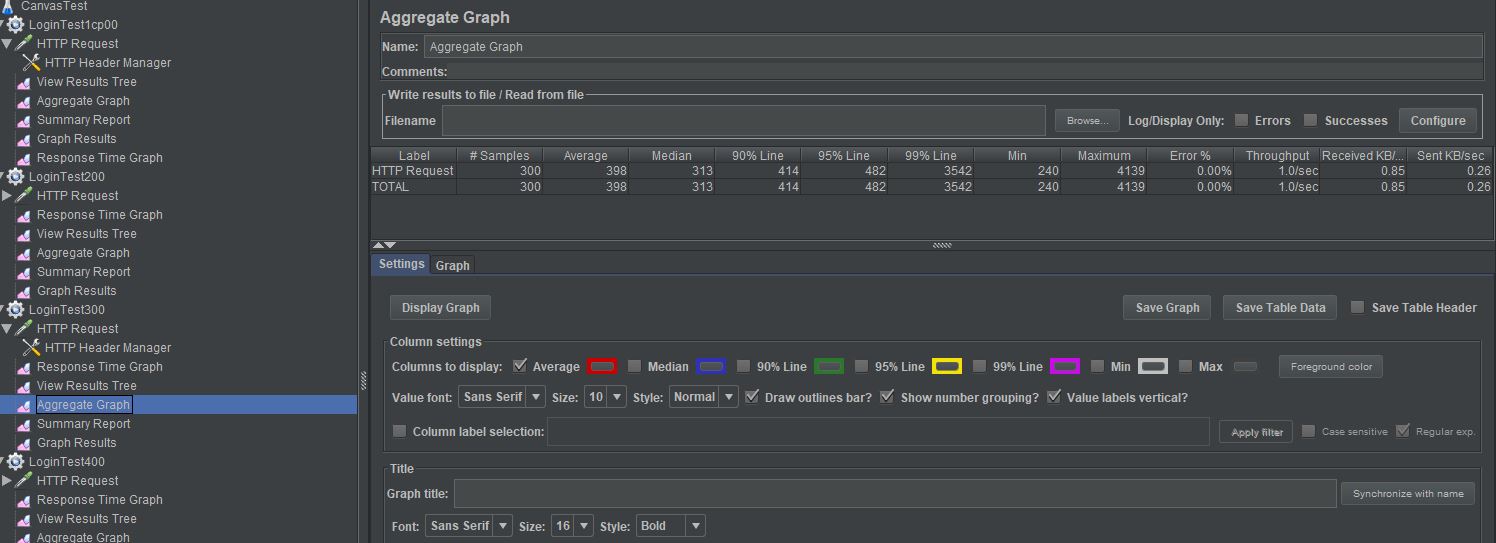 CanvasTest
LoginTest1cp00
HTTP Request
HTTP Header Manager
View Results Tree
Aggregate Graph
Summary Report
Graph Results
Response Time Graph
LoginTest200
HTTP Request
Response Time Graph
View Results Tree
Aggregate Graph
Summary Report
Graph Results
LoginTest300
HTTP Request
HTTP Header Manager
Response Time Graph
View Results Tree
Aggregate Graph
Summary Report
Graph Results
LoginTest400
HTTP Request
Response Time Graph
View Results Tree
Aggregate Graph
Aggregate Graph
Name: Aggregate Graph
Comments:
Write results to file / Read from file
Filename Browse... Log/Display Only: Errors Successes Configure
Label # Samples Average Median 90% Line 95% Line 99% Line Min Maximum Error % Throughput Received KB/... Sent KB/sec
HTTP Request 300 398 313 414 482 3542 240 4139 0.00% 1.0/sec 0.85 0.26
TOTAL 300 398 313 414 482 3542 240 4139 0.00% 1.0/sec 0.85 0.26
Settings Graph
Display Graph Save Graph Save Table Data Save Table Header
Column settings
Columns to display: Average Median 90% Line 95% Line 99% Line Min Max Foreground color
Value font: Sans Serif Size: 10 Style: Normal Draw outlines bar? Show number grouping? Value labels vertical?
Column label selection: Apply filter Case sensitive Regular exp.
Title
Graph title: Synchronize with name
Font: Sans Serif Size: 16 Style: Bold